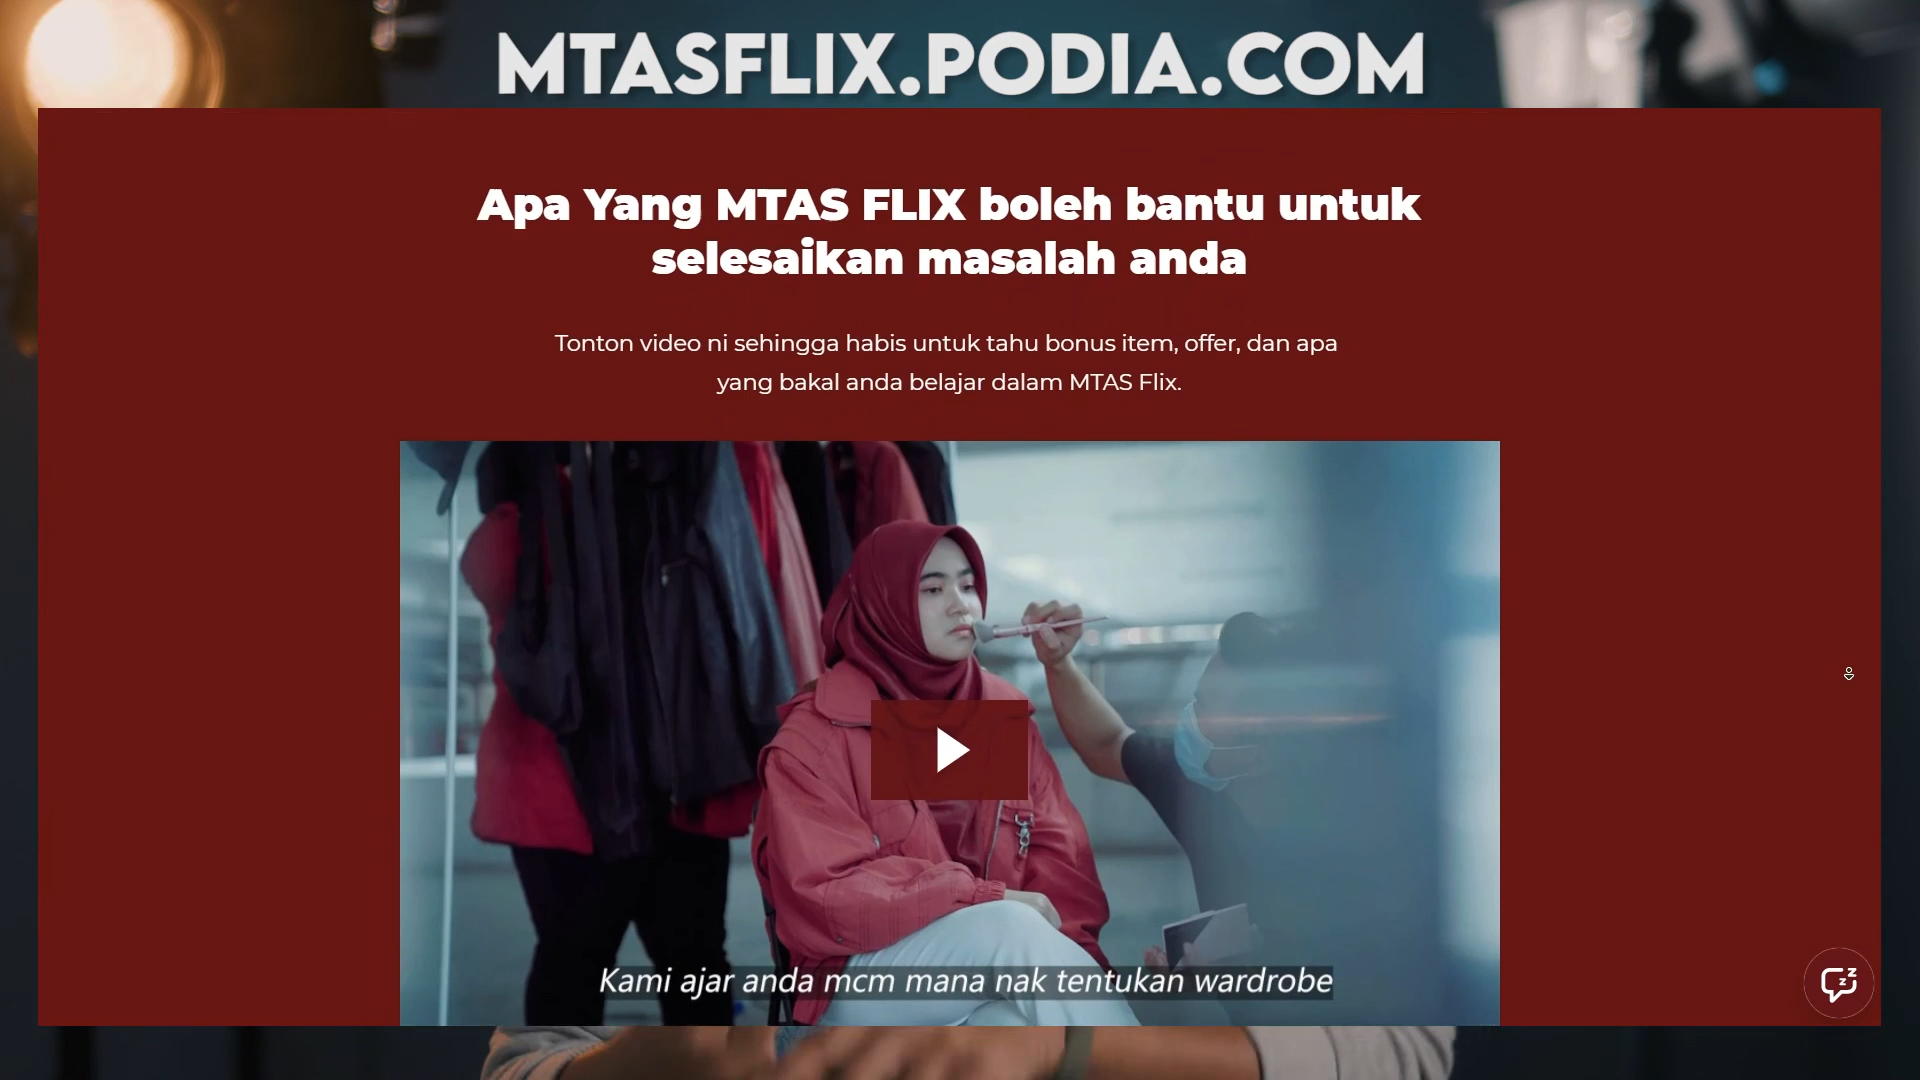 MTASFLIX.PODIA.COM
Apa Yang MTAS FLIX boleh bantu untuk
selesaikan masalah anda
Tonton video ni sehingga habis untuk tahu bonus item, offer, dan apa
yang bakal anda belajar dalam MTAS Flix.
Kami ajar anda mcm mana nak tentukan wardrobe